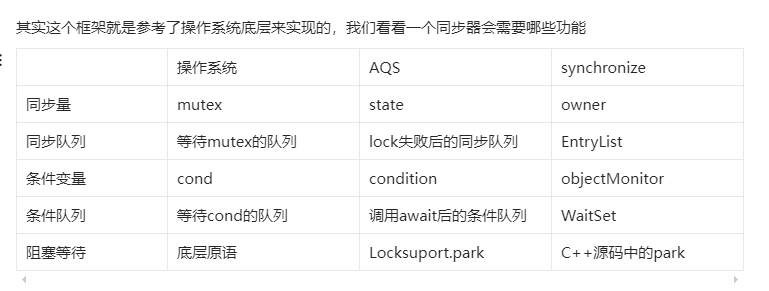 其实这个框架就是参考了操作系统底层来实现的，我们看看一个同步器会需要哪些功能
操作系统 AQS synchronize
同步量 mutex state owner
同步队列 等待mutex的队列 lock失败后的同步队列 EntryList
条件变量 cond condition objectMonitor
条件队列 等待cond的队列 调用await后的条件队列 WaitSet
阻塞等待 底层原语 Locksuport.park C++源码中的park